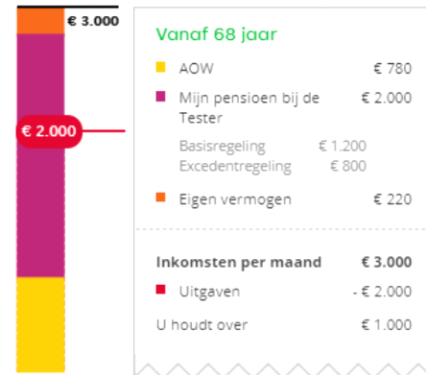 € 3.000
€ 2.000
Vanaf 68 jaar
AOW € 780
Mijn pensioen bij de € 2.000
Tester
Basisregeling € 1.200
Excedentregeling € 800
Eigen vermogen € 220
Inkomsten per maand € 3.000
Uitgaven - € 2.000
U houdt over € 1.000